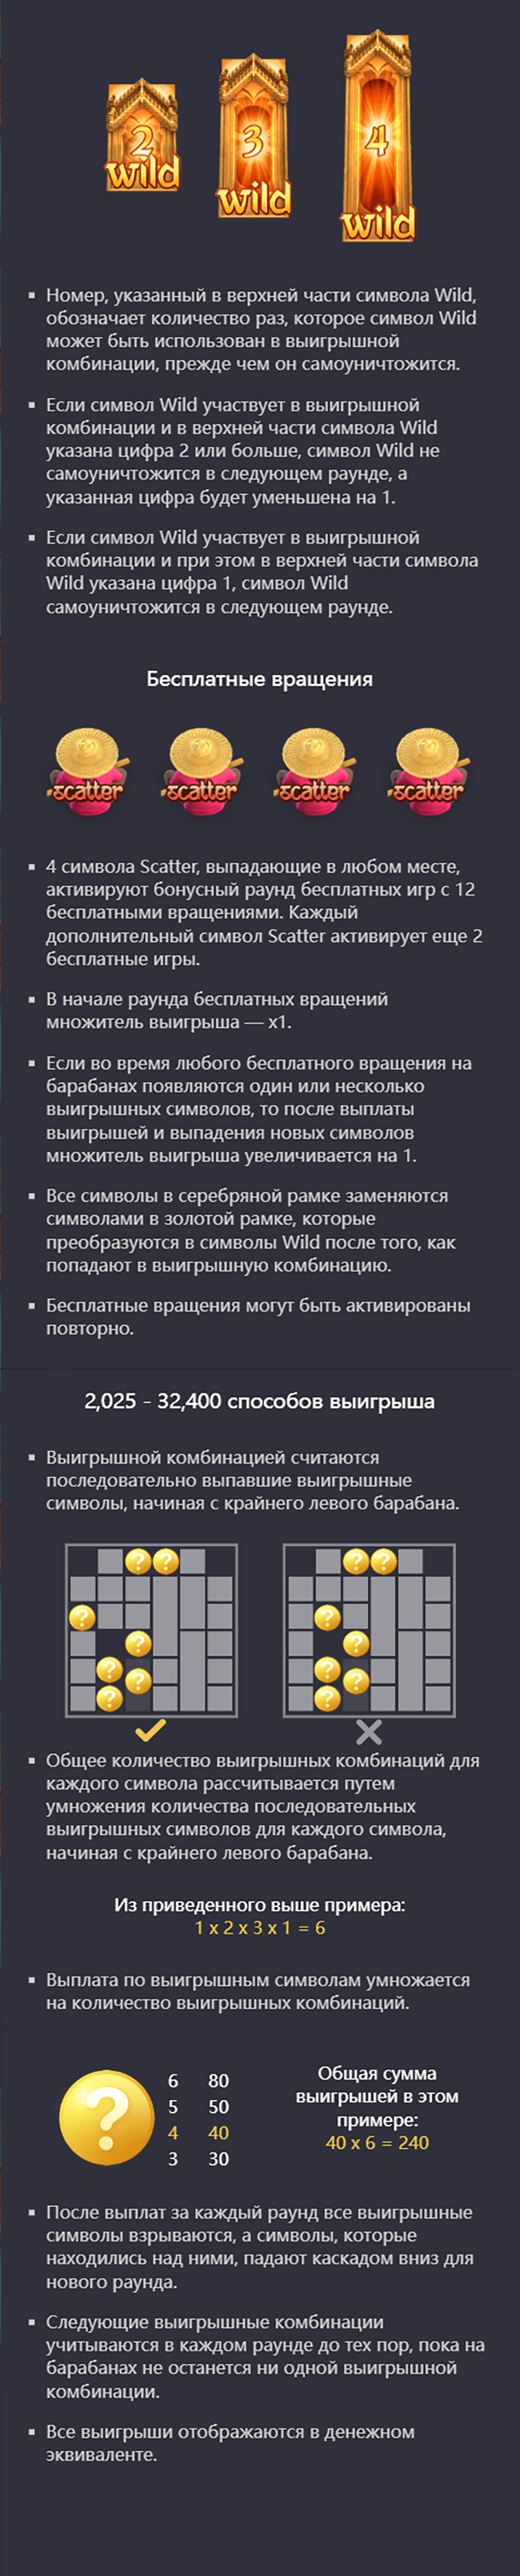 2 3 4
wild wild wild
Номер, указанный в верхней части символа Wild,
обозначает количество раз, которое символ Wild
может быть использован в выигрышной
комбинации, прежде чем он самоуничтожится.
Если символ Wild участвует в выигрышной
комбинации и в верхней части символа Wild
указана цифра 2 или больше, символ Wild не
самоуничтожится в следующем раунде, а
указанная цифра будет уменьшена на 1.
Если символ Wild участвует в выигрышной
комбинации и при этом в верхней части символа
Wild указана цифра 1, символ Wild
самоуничтожится в следующем раунде.
Бесплатные вращения
scatter scatter scatter scatter
4 символа Scatter, выпадающие в любом месте,
активируют бонусный раунд бесплатных игр с 12
бесплатными вращениями. Каждый
дополнительный символ Scatter активирует еще 2
бесплатные игры.
В начале раунда бесплатных вращений
множитель выигрыша — x1.
Если во время любого бесплатного вращения на
барабанах появляются один или несколько
выигрышных символов, то после выплаты
выигрышей и выпадения новых символов
множитель выигрыша увеличивается на 1.
Все символы в серебряной рамке заменяются
символами в золотой рамке, которые
преобразуются в символы Wild после того, как
попадают в выигрышную комбинацию.
Бесплатные вращения могут быть активированы
повторно.
2,025 - 32,400 способов выигрыша
Выигрышной комбинацией считаются
последовательно выпавшие выигрышные
символы, начиная с крайнего левого барабана.
? ? ? ?
? ?
? ?
? ? ? ?
? ?
Общее количество выигрышных комбинаций для
каждого символа рассчитывается путем
умножения количества последовательных
выигрышных символов для каждого символа,
начиная с крайнего левого барабана.
Из приведенного выше примера:
1 x 2 x 3 x 1 = 6
Выплата по выигрышным символам умножается
на количество выигрышных комбинаций.
?
6 80
5 50
4 40
3 30
Общая сумма
выигрышей в этом
примере:
40 x 6 = 240
После выплат за каждый раунд все выигрышные
символы взрываются, а символы, которые
находились над ними, падают каскадом вниз для
нового раунда.
Следующие выигрышные комбинации
учитываются в каждом раунде до тех пор, пока на
барабанах не останется ни одной выигрышной
комбинации.
Все выигрыши отображаются в денежном
эквиваленте.